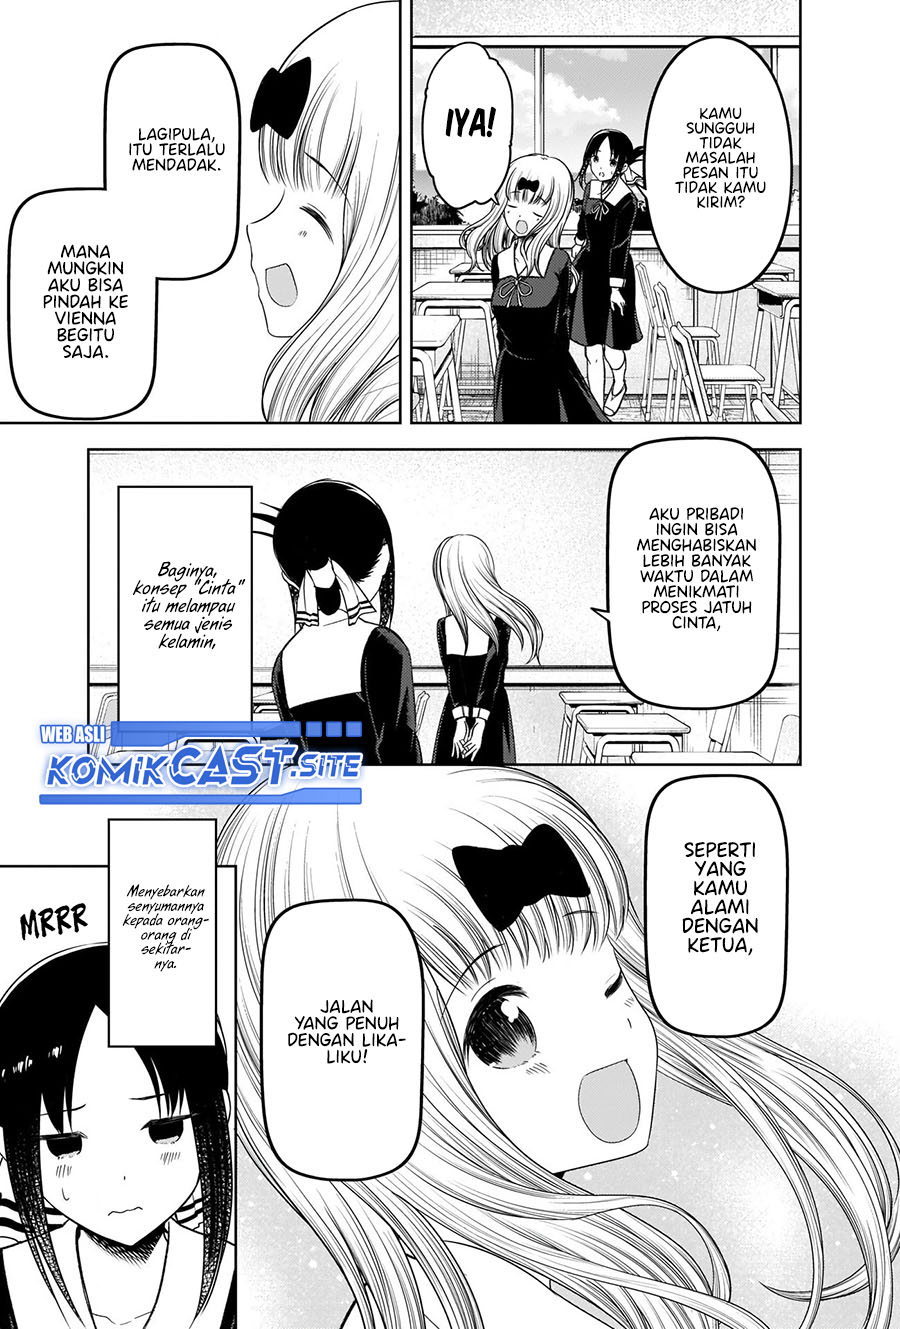 KAMU
SUNGGUH
TIDAK
MASALAH
PESAN ITU
TIDAK KAMU
KIRIM?
IYA!
LAGIPULA,
ITU TERLALU
MENDADAK.
MANA
MUNGKIN
AKU BISA
PINDAH KE
VIENNA
BEGITU
SAJA.
AKU PRIBADI
INGIN BISA
MENGHABISKAN
LEBIH BANYAK
WAKTU DALAM
MENIKMATI
PROSES JATUH
CINTA,
Baginya,
konsep "Cinta"
itu melampau
semua jenis
kelamin,
WEB ASLI
KOMIKCAST.SITE
SEPERTI
YANG
KAMU
ALAMI
DENGAN
KETUA,
JALAN
YANG PENUH
DENGAN LIKA-
LIKU!
Menyebarkan
senyumannya
kepada orang-
orang di
sekitar-
nya.
MRRR